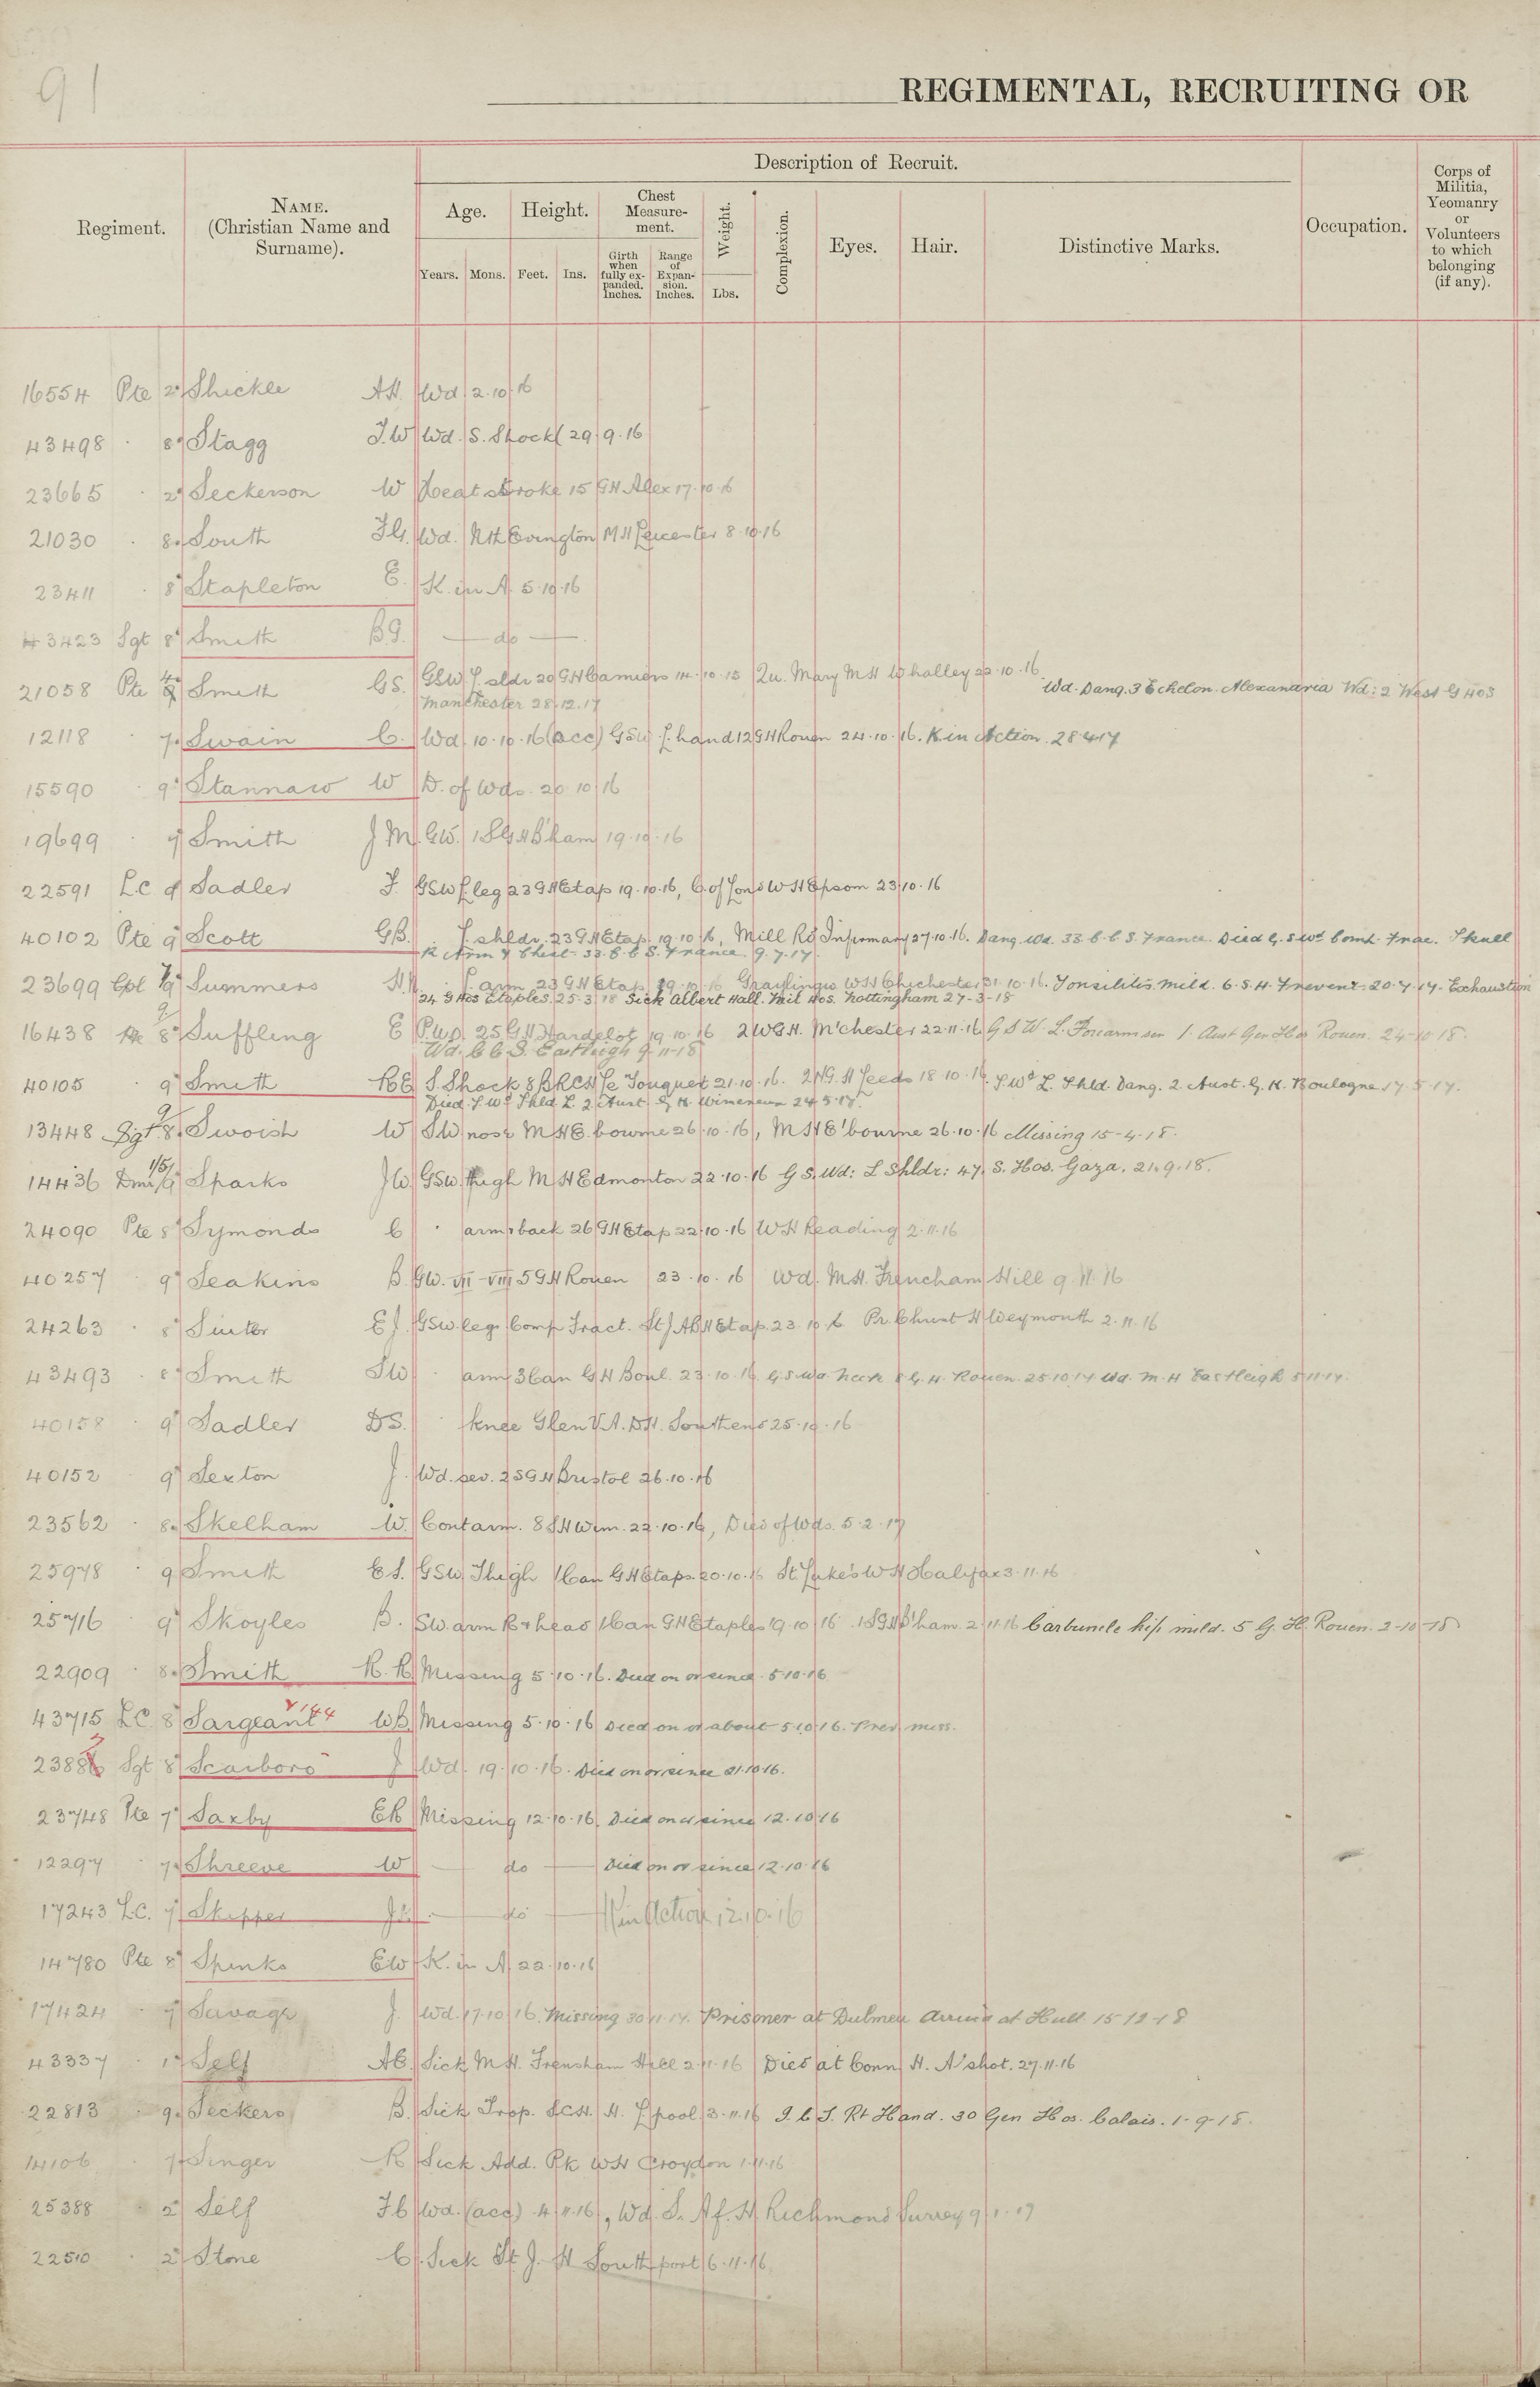 91
REGIMENTAL, RECRUITING OR
Regiment.
NAME.
(Christian Name and
Surname).
Description of Recruit.
Age.
Height.
Chest
Measure-
ment.
Weight.
Complexion.
Eyes.
Hair.
Distinctive Marks.
Occupation.
Corps of
Militia,
Yeomanry
or
Volunteers
to which
belonging
(if any).
Years.
Mons.
Feet.
Ins.
Girth
when
fully ex-
panded.
Inches.
Range
of
Expan-
sion.
Inches.
Lbs.
16554 Pte 2" Shickle AH. Wd. 2.10.16
43498 " 8" Stagg J.W Wd. S. Shock 29.9.16
23665 " 2" Seckerson W Heat stroke 15 GH Alex 17.10.16
21030 " 8" South Wd. Nth Evington MH Leicester 8.10.16
23411 " 8" Stapleton E. K. in A. 5.10.16
43423 Sgt 8" Smith B.G. — do —
21058 Pte Smith G.S. GSW L. sldr 20 GH Camiers 14.10.15 Qu. Mary M H Whalley 22.10.16 Wd. Dang. 3 Echelon. Alexandria Wd: 2 West G Hos
Manchester 28.12.17
12118 " 7" Swain C. Wd. 10.10.16 (acc) GSW L. hand 12 GH Rouen 24.10.16. K in Action. 28.4.17
15590 " 9" Stannard W D. of Wds. 20.10.16
19699 " 7" Smith J M. GW. 1 SGH B'ham 19.10.16
22591 L.C 9" Sadler F. GSW L leg 23 GH Etap 19.10.16, C. of Lond WH Epsom 23.10.16
40102 Pte 9" Scott GB. " L. shldr. 23 GH Etap. 19.10.16, Mill Rd Infirmary 27.10.16. Dang. Wd. 33. C.C.S. France. Died G.S.Wd Comb. Frac. Skull
R Arm & Chest 33. C.C.S. France. 9.7.17.
23699 Cpl 9" Summers " L. arm 23 GH Etap. 19.10.16 Graylingw WH Chichester 31.10.16. Tonsilitis mild. 6. S.H. Frevent. 20.7.17. Exhaustion
24 G Hos Etaples. 25.3.18 Sick Albert Hall. Mil Hos. Nottingham 27-3-18
16438 8" Suffling E P.U.O. 25 GH Hardelot 19.10.16 2 WGH. M'chester 22.11.16 G S W. L. Forearm sev 1 Aust Gen Hos Rouen. 24-10-18.
Wd. C C S. Eastleigh 9-11-18
40105 " 9" Smith RE S. Shock 8 BRCH Le Touquet 21.10.16. 2 NG. H Leeds 18.10.16. S. Wd L. Shld. Dang. 2. Aust. G. H. Boulogne 17.5.17.
Died S Wd Shld. L. 2 Aust G H. Wimereux 24.5.17.
13448 Sgt 8" Swoish W SW nose MH E. bourne 26.10.16, MH E'bourne 26.10.16 Missing 15-4-18.
14436 Dmr 1/5/9" Sparks JW. GSW thigh M H Edmonton 22.10.16 G S. Wd: L Shldr: 47. S. Hos. Gaza. 21.9.18.
24090 Pte 8" Symonds C " arm & back 26 GH Etap 22.10.16 WH Reading 2.11.16
40257 " 9" Seakins B. GW. VII-VIII 5 GH Rouen 23.10.16 Wd. MH. Frencham Hill 9.11.16
24263 " 8" EJ. GSW legs Comp Fract. St J ABH Etap. 23.10.16 Pr. Christ H Weymouth 2.11.16
43493 " 8" Smith SW " arm 3 Can GH Boul. 23.10.16. G.S.Wd. Neck 8 G. H. Rouen 25.10.17 Wd. M. H Eastleigh 5.11.17.
40158 " 9" Sadler DS. " knee Glen V.A.D.H. Southend 25.10.16
40152 " 9" Sexton J. Wd. sev. 2 SGH Bristol 26.10.16
23562 " 8" Skelham W. Cont arm. 8 SH Wim. 22.10.16, Died of Wds. 5.2.17
25978 " 9 Smith E S. GSW. Thigh 1 Can GH Etaps. 20.10.16 St. Luke's WH Halifax 3.11.16
25716 " 9" Skoyles B. SW. arm R & head 1 Can GH Etaples 19.10.16 1 SGH B'ham. 2.11.16 Carbuncle hip mild. 5 G. H. Rouen. 2-10-18
22909 " 8" Smith R. R. Missing 5.10.16. Died on or since 5.10.16
43715 L.C. 8" Sargeant WB Missing 5.10.16 Died on or about 5.10.16. Prev. miss.
Sgt 8" Scarboro J Wd. 19.10.16. Died on or since 21.10.16.
23748 Pte 7" Saxby ER Missing 12.10.16. Died on or since 12.10.16
12297 " 7" Shreeve W — do — Died on or since 12.10.16
17243 L.C. 7" Skipper — do — K in Action 12.10.16
14780 Pte 8" Spinks EW K. in A. 22.10.16
17424 " 7" Savage J. Wd. 17.10.16. Missing 30.11.17. Prisoner at Dulmen Arrived at Hull 15-12-18
43337 " 1" Self AC. Sick M H. Frensham Hill 2.11.16 Died at Conn. H. A'shot. 27.11.16
22813 " 9" Seckers B. Sick Trop. H. L'pool 3.11.16 I. C. T. Rt Hand. 30 Gen Hos. Calais. 1-9-18.
14106 " 7" Singer R Sick Add. Pk WH Croydon 1.11.16
25388 2" Self Wd. (acc) 4.11.16, Wd. S. Af. H Richmond Surrey 9.1.17
22510 " 2" Stone C. Sick St J. H Southport 6.11.16.